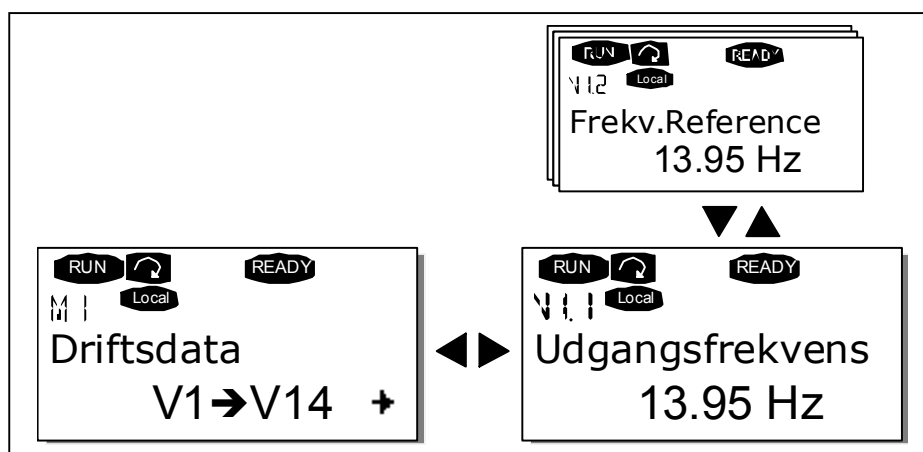 RUN READY
V1.2 Local
Frekv.Reference
13.95 Hz
RUN READY
M1 Local
Driftsdata
V1➔V14
RUN READY
V1.1 Local
Udgangsfrekvens
13.95 Hz